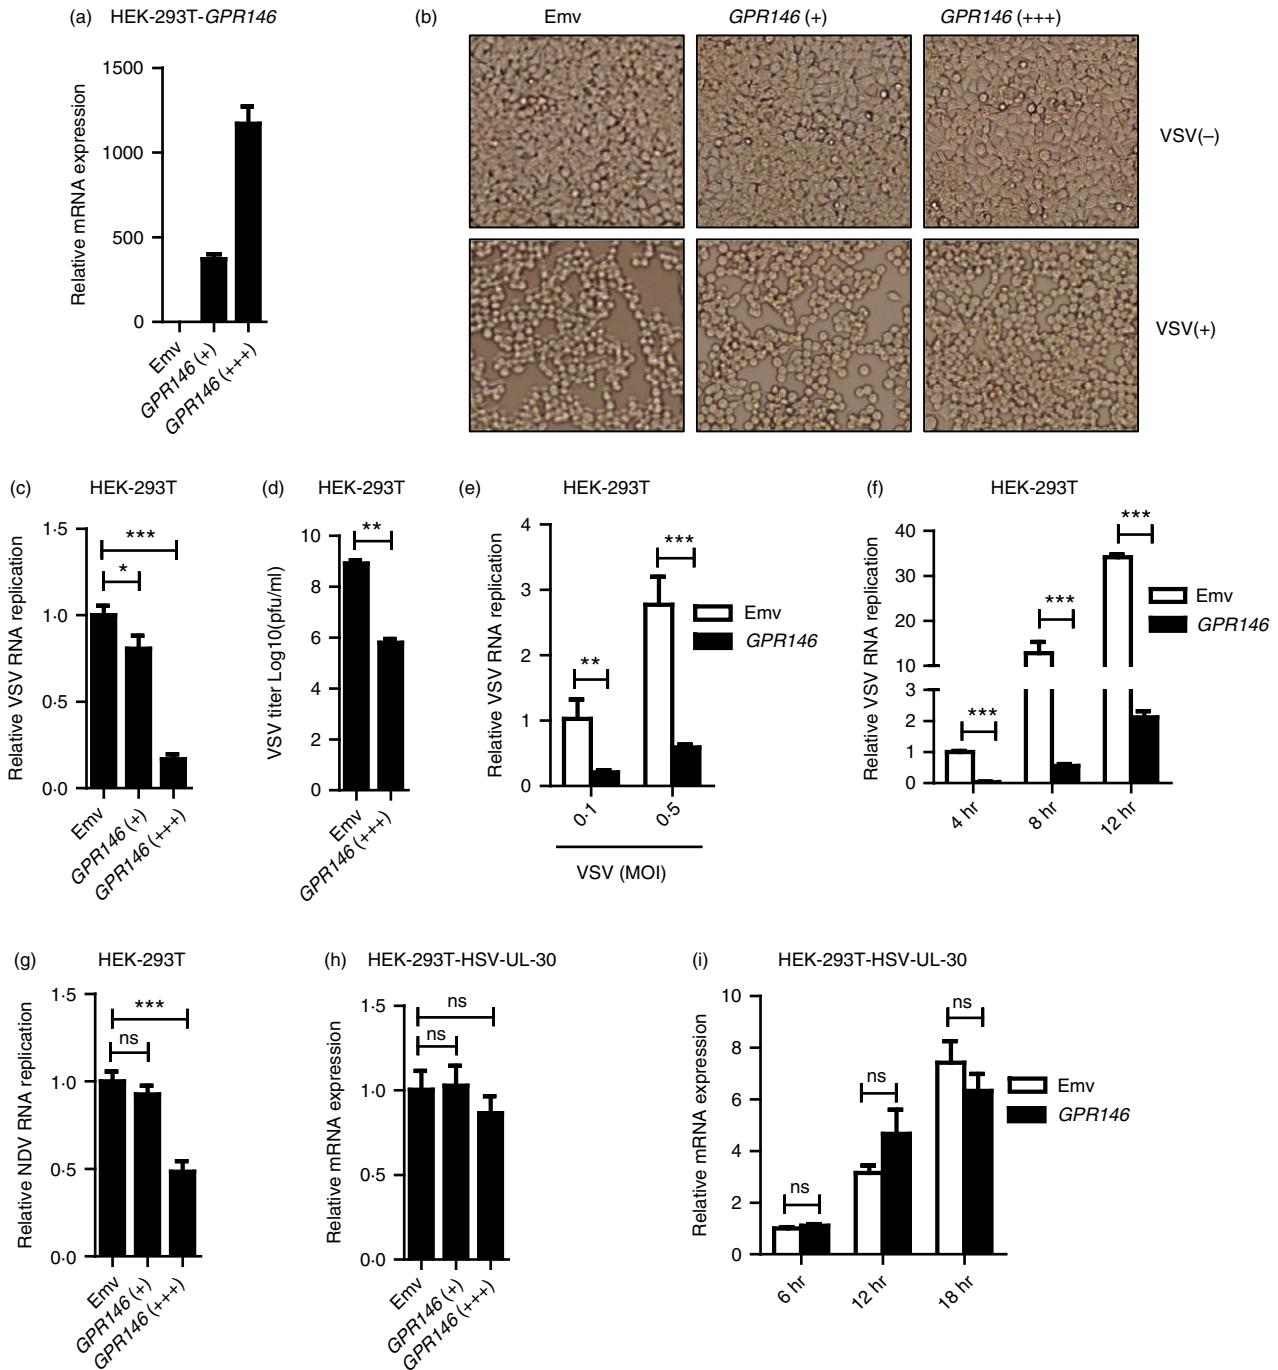 (a) HEK-293T-GPR146
Relative mRNA expression
1500
1000
500
0
Emv
GPR146 (+)
GPR146 (+++)
(b)
Emv
GPR146 (+)
GPR146 (+++)
VSV(–)
VSV(+)
(c) HEK-293T
Relative VSV RNA replication
1·5
1·0
0·5
0·0
***
*
Emv
GPR146 (+)
GPR146 (+++)
(d) HEK-293T
VSV titer Log10(pfu/ml)
10
8
6
4
2
0
**
Emv
GPR146 (+++)
(e) HEK-293T
Relative VSV RNA replication
4
3
2
1
0
**
***
Emv
GPR146
0·1
0·5
VSV (MOI)
(f) HEK-293T
Relative VSV RNA replication
40
30
20
10
3
2
1
0
***
***
***
Emv
GPR146
4 hr
8 hr
12 hr
(g) HEK-293T
Relative NDV RNA replication
1·5
1·0
0·5
0·0
***
ns
Emv
GPR146 (+)
GPR146 (+++)
(h) HEK-293T-HSV-UL-30
Relative mRNA expression
1·5
1·0
0·5
0·0
ns
ns
Emv
GPR146 (+)
GPR146 (+++)
(i) HEK-293T-HSV-UL-30
Relative mRNA expression
10
8
6
4
2
0
ns
ns
ns
Emv
GPR146
6 hr
12 hr
18 hr